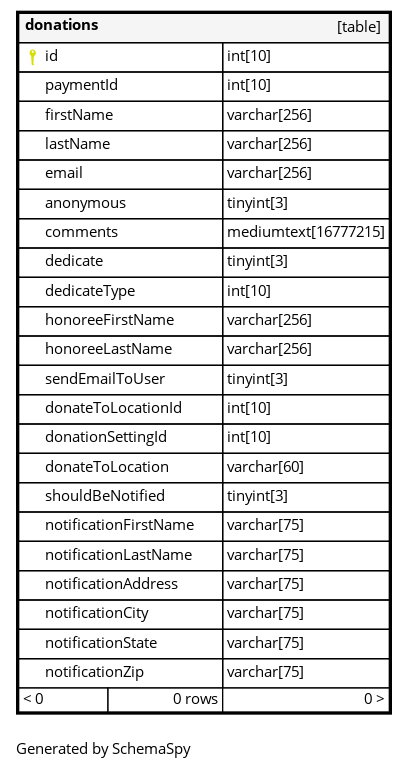 donations [table]
id int[10]
paymentId int[10]
firstName varchar[256]
lastName varchar[256]
email varchar[256]
anonymous tinyint[3]
comments mediumtext[16777215]
dedicate tinyint[3]
dedicateType int[10]
honoreeFirstName varchar[256]
honoreeLastName varchar[256]
sendEmailToUser tinyint[3]
donateToLocationId int[10]
donationSettingId int[10]
donateToLocation varchar[60]
shouldBeNotified tinyint[3]
notificationFirstName varchar[75]
notificationLastName varchar[75]
notificationAddress varchar[75]
notificationCity varchar[75]
notificationState varchar[75]
notificationZip varchar[75]
< 0 0 rows 0 >
Generated by SchemaSpy